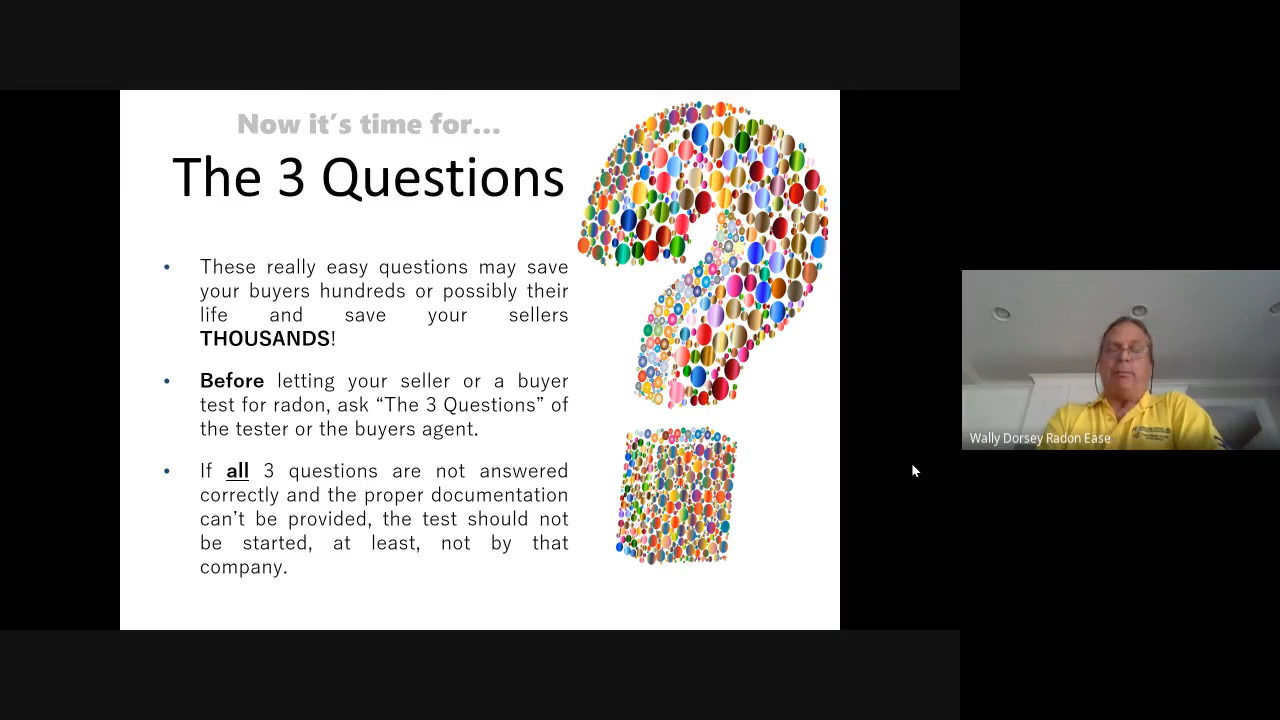 Now it's time for...
The 3 Questions
• These really easy questions may save
your buyers hundreds or possibly their
life and save your sellers
THOUSANDS!
• Before letting your seller or a buyer
test for radon, ask “The 3 Questions” of
the tester or the buyers agent.
• If all 3 questions are not answered
correctly and the proper documentation
can't be provided, the test should not
be started, at least, not by that
company.
Wally Dorsey Radon Ease